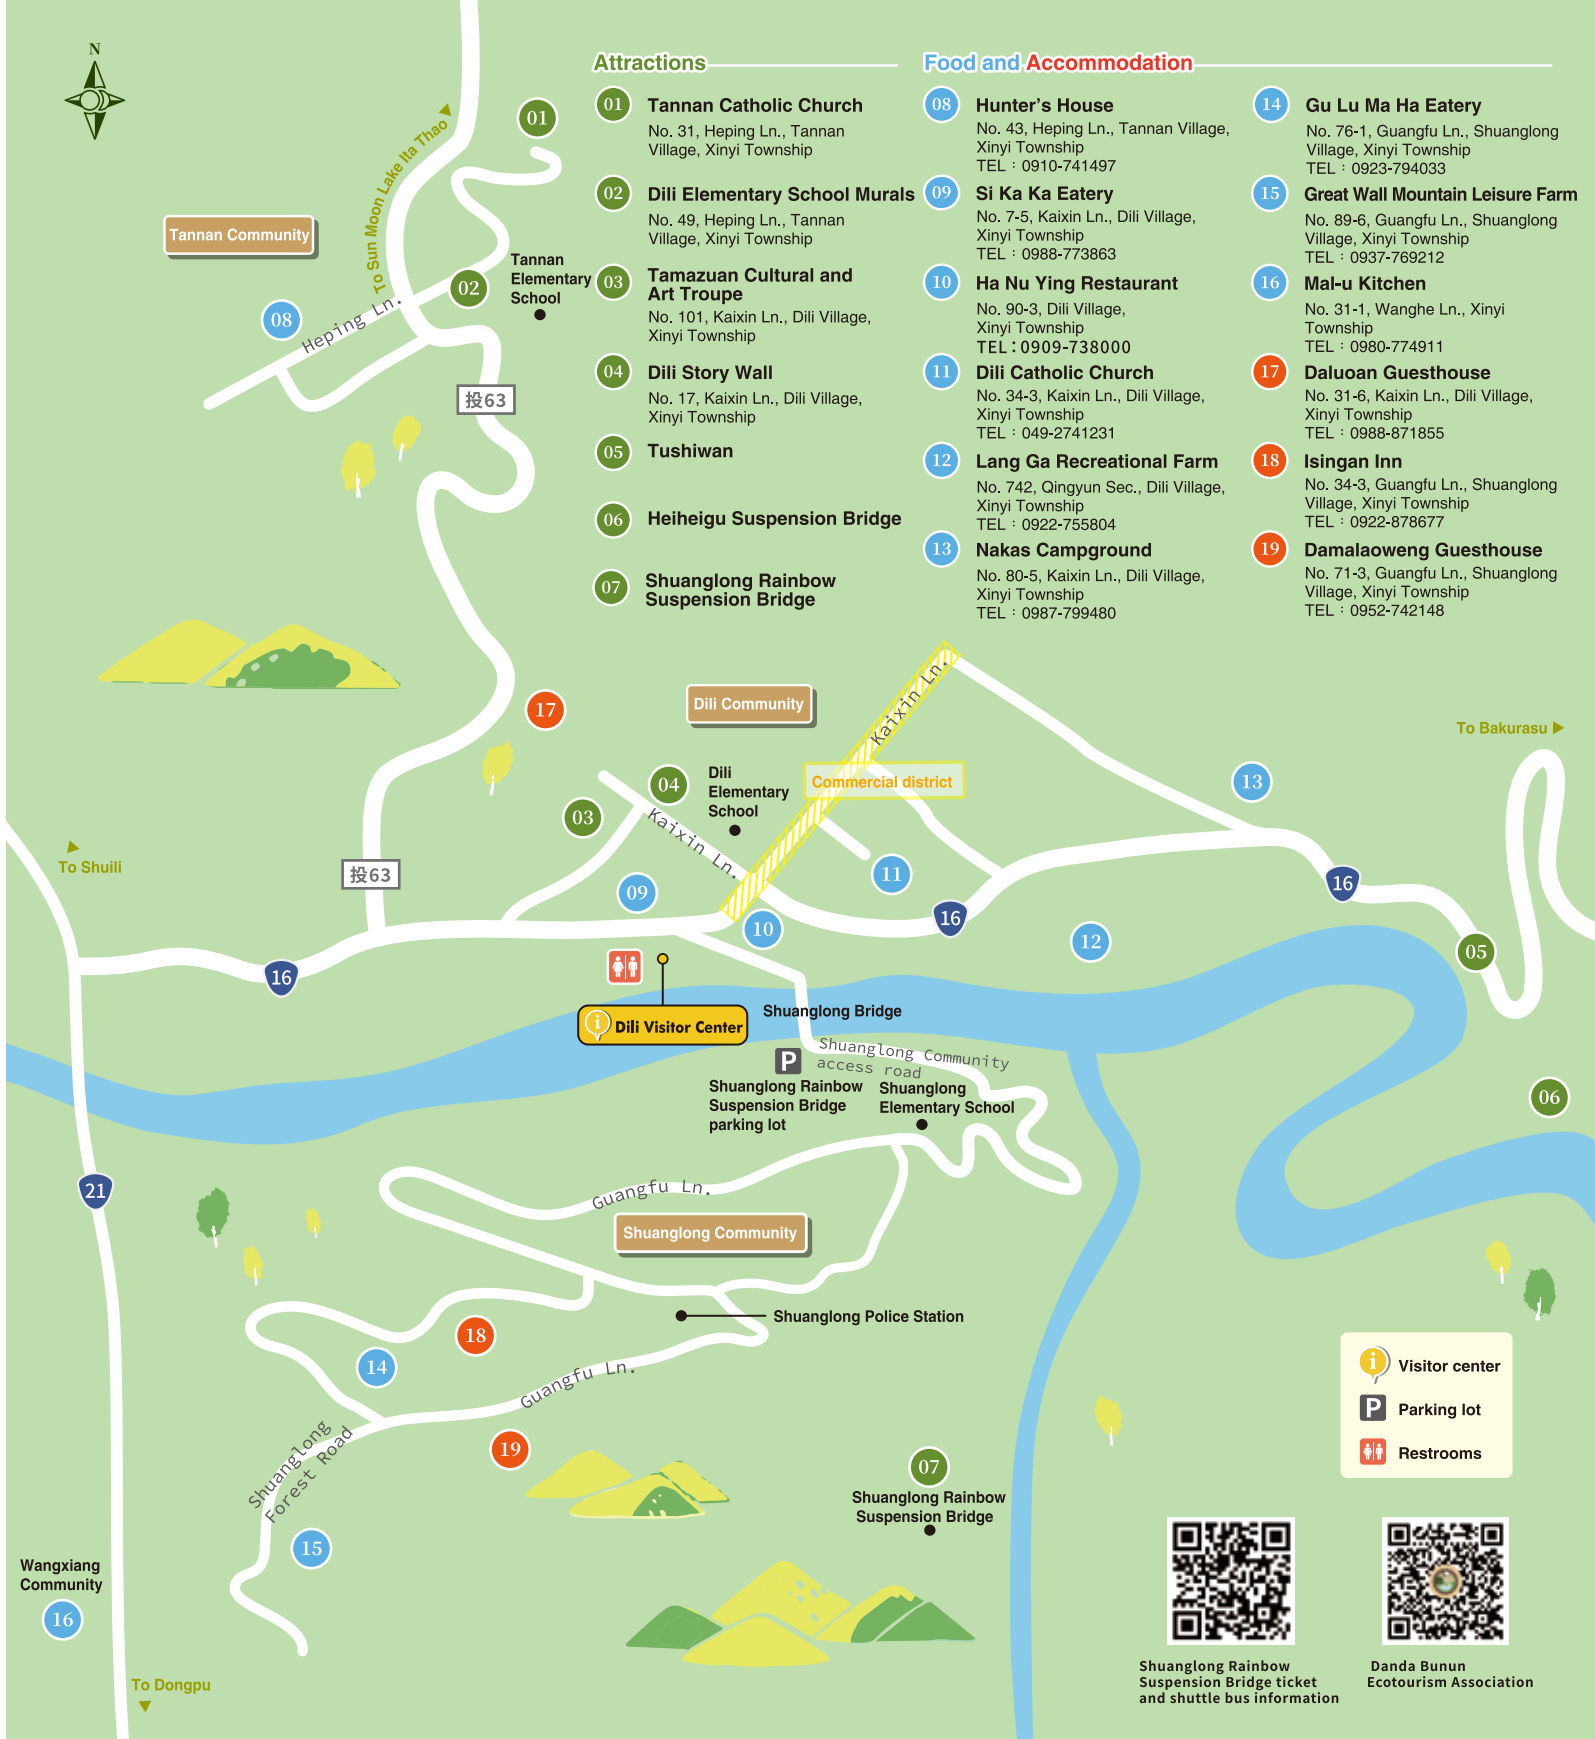 N
Attractions
01
Tannan Catholic Church
No. 31, Heping Ln., Tannan
Village, Xinyi Township
02
Dili Elementary School Murals
No. 49, Heping Ln., Tannan
Village, Xinyi Township
03
Tamazuan Cultural and
Art Troupe
No. 101, Kaixin Ln., Dili Village,
Xinyi Township
04
Dili Story Wall
No. 17, Kaixin Ln., Dili Village,
Xinyi Township
05
Tushiwan
06
Heiheigu Suspension Bridge
07
Shuanglong Rainbow
Suspension Bridge
Food and Accommodation
08
Hunter's House
No. 43, Heping Ln., Tannan Village,
Xinyi Township
TEL：0910-741497
09
Si Ka Ka Eatery
No. 7-5, Kaixin Ln., Dili Village,
Xinyi Township
TEL：0988-773863
10
Ha Nu Ying Restaurant
No. 90-3, Dili Village,
Xinyi Township
TEL：0909-738000
11
Dili Catholic Church
No. 34-3, Kaixin Ln., Dili Village,
Xinyi Township
TEL：049-2741231
12
Lang Ga Recreational Farm
No. 742, Qingyun Sec., Dili Village,
Xinyi Township
TEL：0922-755804
13
Nakas Campground
No. 80-5, Kaixin Ln., Dili Village,
Xinyi Township
TEL：0987-799480
14
Gu Lu Ma Ha Eatery
No. 76-1, Guangfu Ln., Shuanglong
Village, Xinyi Township
TEL：0923-794033
15
Great Wall Mountain Leisure Farm
No. 89-6, Guangfu Ln., Shuanglong
Village, Xinyi Township
TEL：0937-769212
16
Mal-u Kitchen
No. 31-1, Wanghe Ln., Xinyi
Township
TEL：0980-774911
17
Daluoan Guesthouse
No. 31-6, Kaixin Ln., Dili Village,
Xinyi Township
TEL：0988-871855
18
Isingan Inn
No. 34-3, Guangfu Ln., Shuanglong
Village, Xinyi Township
TEL：0922-878677
19
Damalaoweng Guesthouse
No. 71-3, Guangfu Ln., Shuanglong
Village, Xinyi Township
TEL：0952-742148
01
To Sun Moon Lake Ita Thao
Tannan Community
Tannan
Elementary
School
02
08
Heping Ln.
投63
17
Dili Community
Kaixin Ln.
To Bakurasu
04
Dili
Elementary
School
Commercial district
13
03
Kaixin Ln.
To Shuili
投63
09
11
16
16
10
12
05
16
Dili Visitor Center
Shuanglong Bridge
P
Shuanglong Community
access road
Shuanglong Rainbow
Suspension Bridge
parking lot
Shuanglong
Elementary School
06
21
Guangfu Ln.
Shuanglong Community
Shuanglong Police Station
18
14
Guangfu Ln.
Shuanglong
Forest Road
19
07
Shuanglong Rainbow
Suspension Bridge
15
Wangxiang
Community
16
To Dongpu
i
Visitor center
P
Parking lot
Restrooms
Shuanglong Rainbow
Suspension Bridge ticket
and shuttle bus information
Danda Bunun
Ecotourism Association